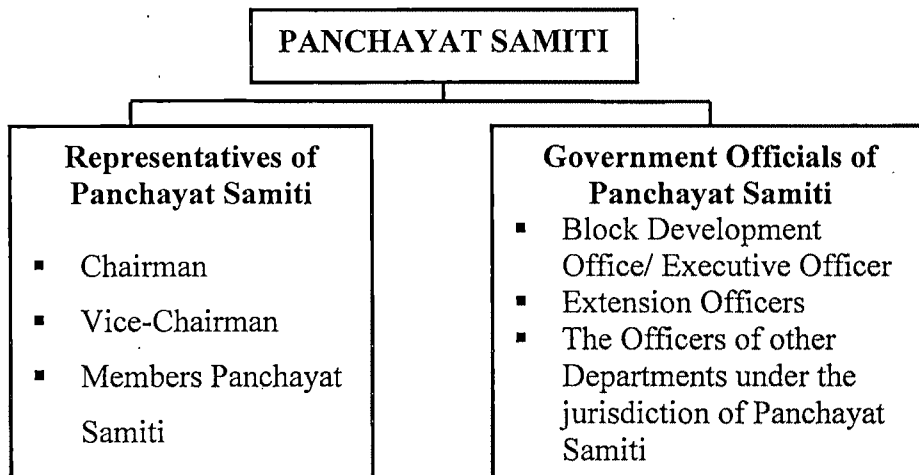 PANCHAYAT SAMITI
Representatives of
Panchayat Samiti
▪ Chairman
▪ Vice-Chairman
▪ Members Panchayat
Samiti
Government Officials of
Panchayat Samiti
▪ Block Development
Office/ Executive Officer
▪ Extension Officers
▪ The Officers of other
Departments under the
jurisdiction of Panchayat
Samiti